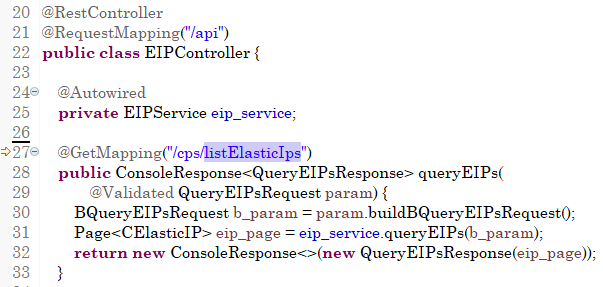 20 @RestController
21 @RequestMapping("/api")
22 public class EIPController {
23
24 @Autowired
25 private EIPService eip_service;
26
27 @GetMapping("/cps/listElasticIps")
28 public ConsoleResponse<QueryEIPsResponse> queryEIPs(
29 @Validated QueryEIPsRequest param) {
30 BQueryEIPsRequest b_param = param.buildBQueryEIPsRequest();
31 Page<CElasticIP> eip_page = eip_service.queryEIPs(b_param);
32 return new ConsoleResponse<>(new QueryEIPsResponse(eip_page));
33 }